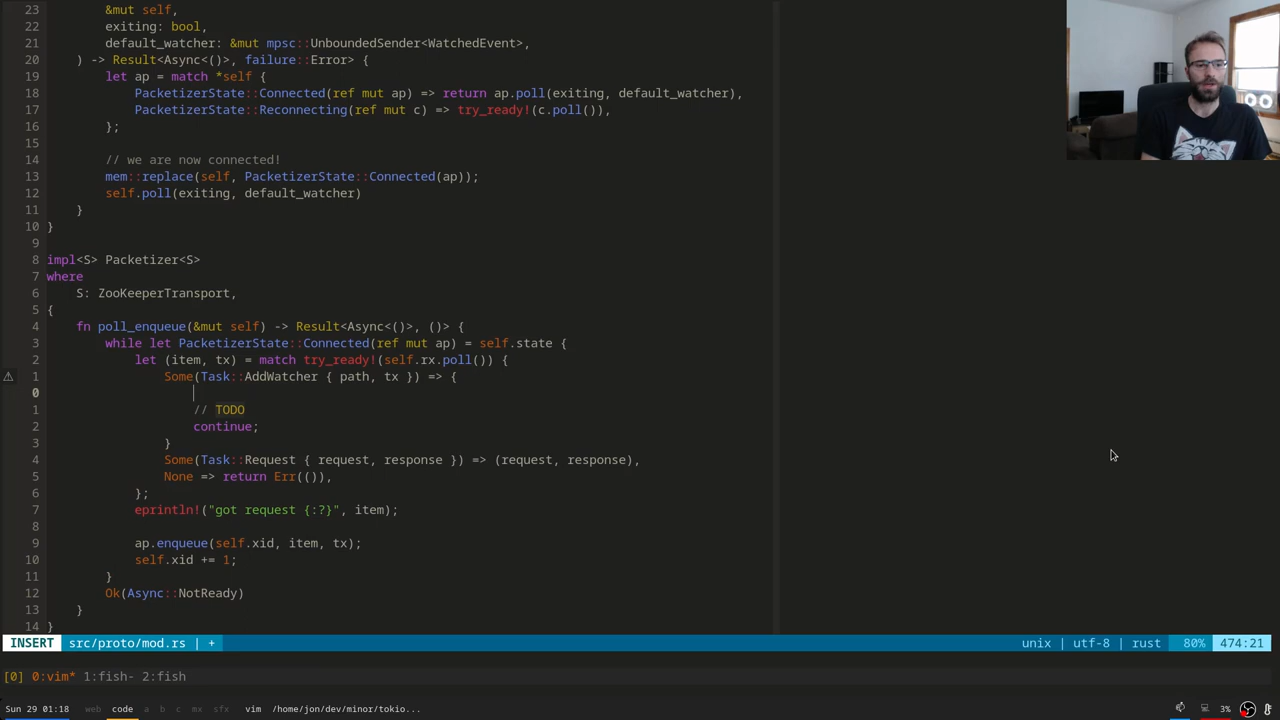 23         &mut self,
22         exiting: bool,
21         default_watcher: &mut mpsc::UnboundedSender<WatchedEvent>,
20     ) -> Result<Async<()>, failure::Error> {
19         let ap = match *self {
18             PacketizerState::Connected(ref mut ap) => return ap.poll(exiting, default_watcher),
17             PacketizerState::Reconnecting(ref mut c) => try_ready!(c.poll()),
16         };
15
14         // we are now connected!
13         mem::replace(self, PacketizerState::Connected(ap));
12         self.poll(exiting, default_watcher)
11     }
10 }
9
8 impl<S> Packetizer<S>
7 where
6     S: ZooKeeperTransport,
5 {
4     fn poll_enqueue(&mut self) -> Result<Async<()>, ()> {
3         while let PacketizerState::Connected(ref mut ap) = self.state {
2             let (item, tx) = match try_ready!(self.rx.poll()) {
⚠ 1                 Some(Task::AddWatcher { path, tx }) => {
0
1                     // TODO
2                     continue;
3                 }
4                 Some(Task::Request { request, response }) => (request, response),
5                 None => return Err(()),
6             };
7             eprintln!("got request {:?}", item);
8
9             ap.enqueue(self.xid, item, tx);
10             self.xid += 1;
11         }
12         Ok(Async::NotReady)
13     }
14 }
INSERT src/proto/mod.rs | + unix | utf-8 | rust 80% 474:21
[0] 0:vim* 1:fish- 2:fish
Sun 29 01:18 web code a b c mx sfx vim /home/jon/dev/minor/tokio... 3%